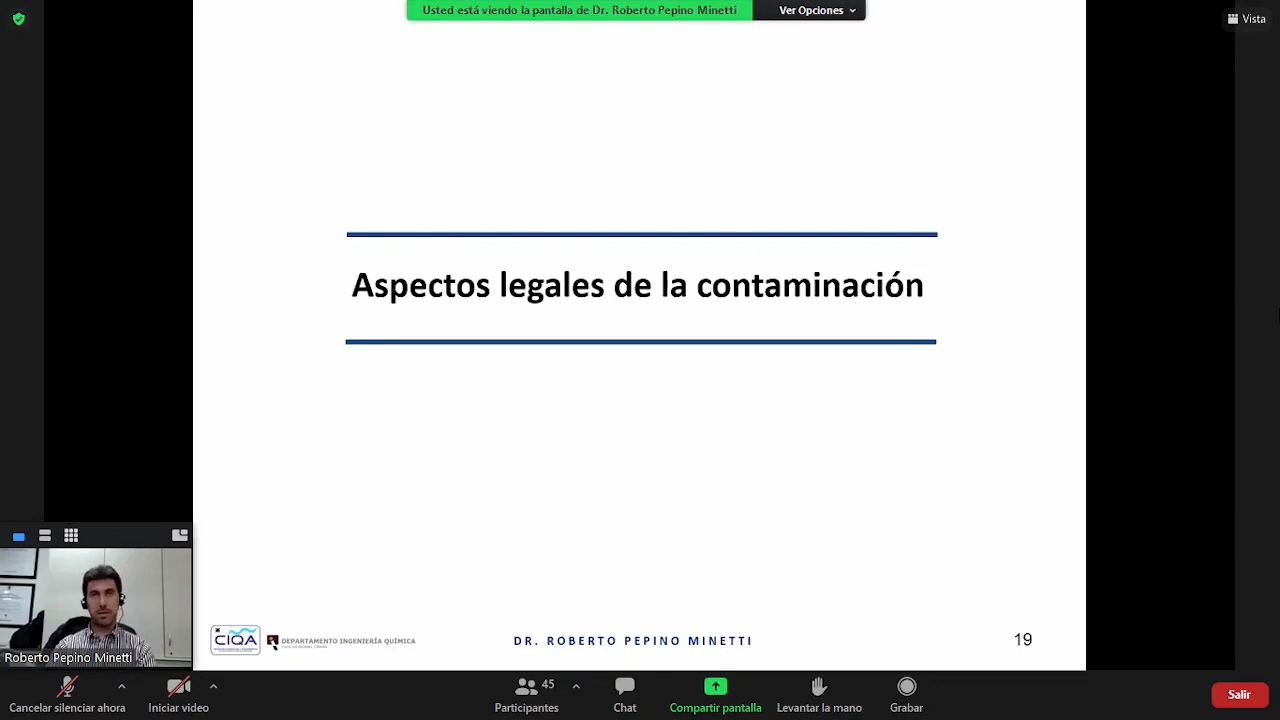 Usted está viendo la pantalla de Dr. Roberto Pepino Minetti
Ver Opciones
Vista
Aspectos legales de la contaminación
CIQA
DEPARTAMENTO INGENIERÍA QUÍMICA
DR. ROBERTO PEPINO MINETTI
19
Roberto Pepino Minetti
Cancelar silenciar ahora
Iniciar video
45
Participantes
Chat
Compartir pantalla
Levantar la mano
Grabar
Salir